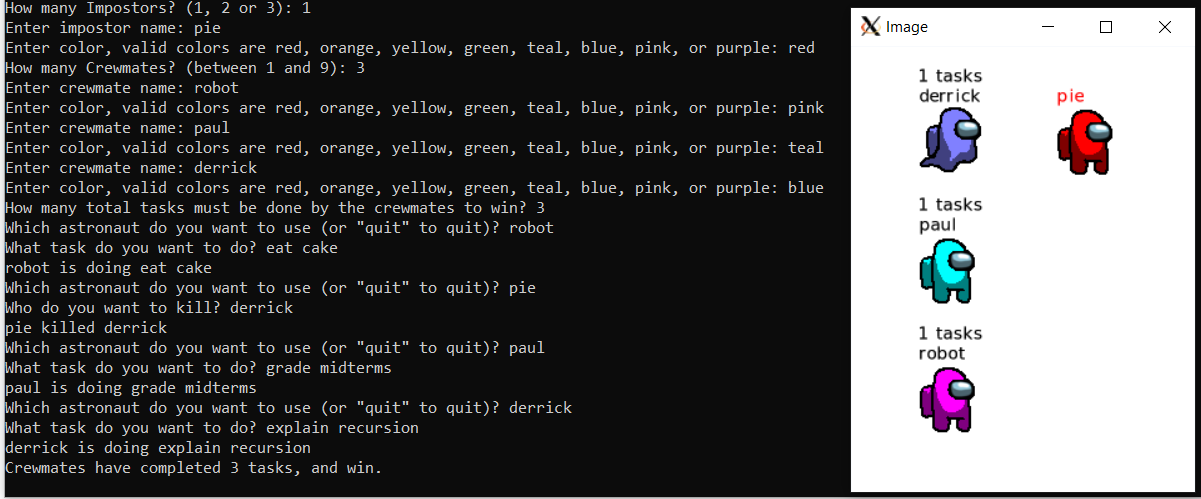 How many Impostors? (1, 2 or 3): 1
Enter impostor name: pie
Enter color, valid colors are red, orange, yellow, green, teal, blue, pink, or purple: red
How many Crewmates? (between 1 and 9): 3
Enter crewmate name: robot
Enter color, valid colors are red, orange, yellow, green, teal, blue, pink, or purple: pink
Enter crewmate name: paul
Enter color, valid colors are red, orange, yellow, green, teal, blue, pink, or purple: teal
Enter crewmate name: derrick
Enter color, valid colors are red, orange, yellow, green, teal, blue, pink, or purple: blue
How many total tasks must be done by the crewmates to win? 3
Which astronaut do you want to use (or "quit" to quit)? robot
What task do you want to do? eat cake
robot is doing eat cake
Which astronaut do you want to use (or "quit" to quit)? pie
Who do you want to kill? derrick
pie killed derrick
Which astronaut do you want to use (or "quit" to quit)? paul
What task do you want to do? grade midterms
paul is doing grade midterms
Which astronaut do you want to use (or "quit" to quit)? derrick
What task do you want to do? explain recursion
derrick is doing explain recursion
Crewmates have completed 3 tasks, and win.
Image
1 tasks
derrick
pie
1 tasks
paul
1 tasks
robot